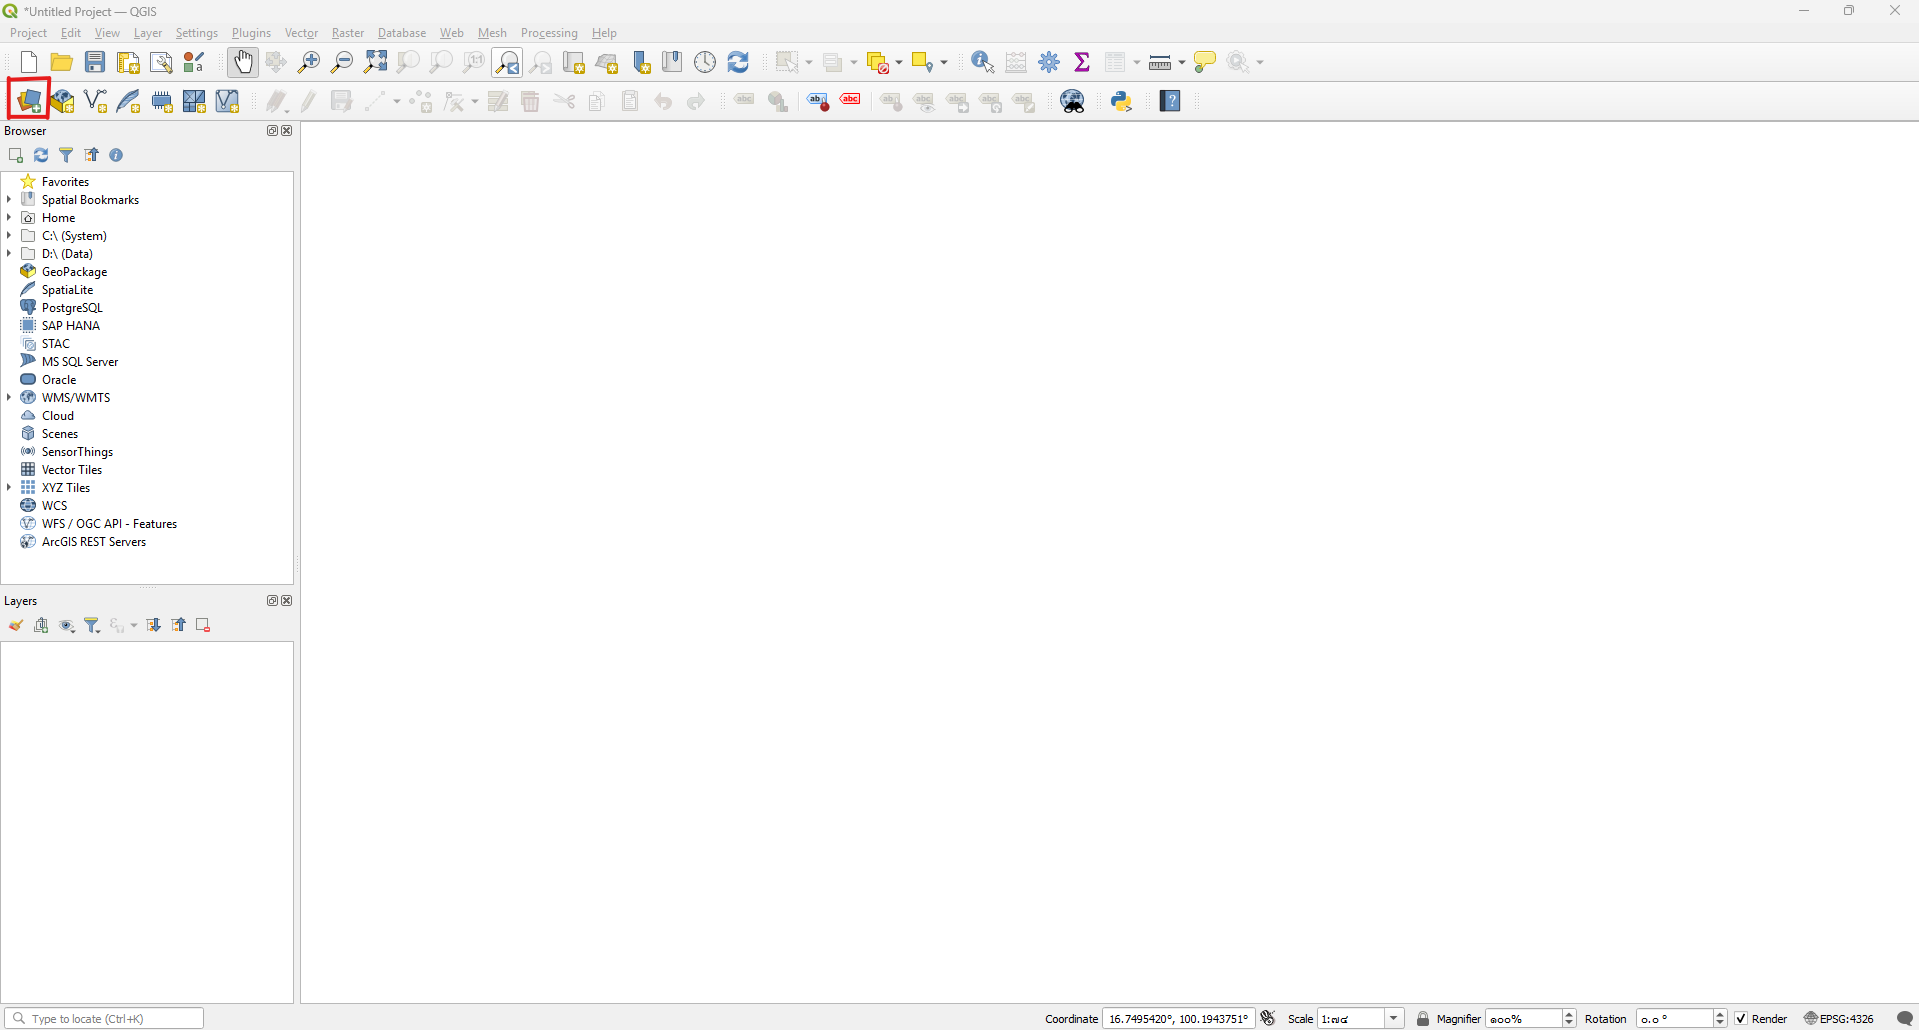 *Untitled Project — QGIS
Project Edit View Layer Settings Plugins Vector Raster Database Web Mesh Processing Help
Browser
Favorites
Spatial Bookmarks
Home
C:\ (System)
D:\ (Data)
GeoPackage
SpatiaLite
PostgreSQL
SAP HANA
STAC
MS SQL Server
Oracle
WMS/WMTS
Cloud
Scenes
SensorThings
Vector Tiles
XYZ Tiles
WCS
WFS / OGC API - Features
ArcGIS REST Servers
Layers
Type to locate (Ctrl+K) Coordinate 16.7495420°, 100.1943751° Scale 1:๗๔ Magnifier ๑๐๐% Rotation ๐.๐ ° Render EPSG:4326